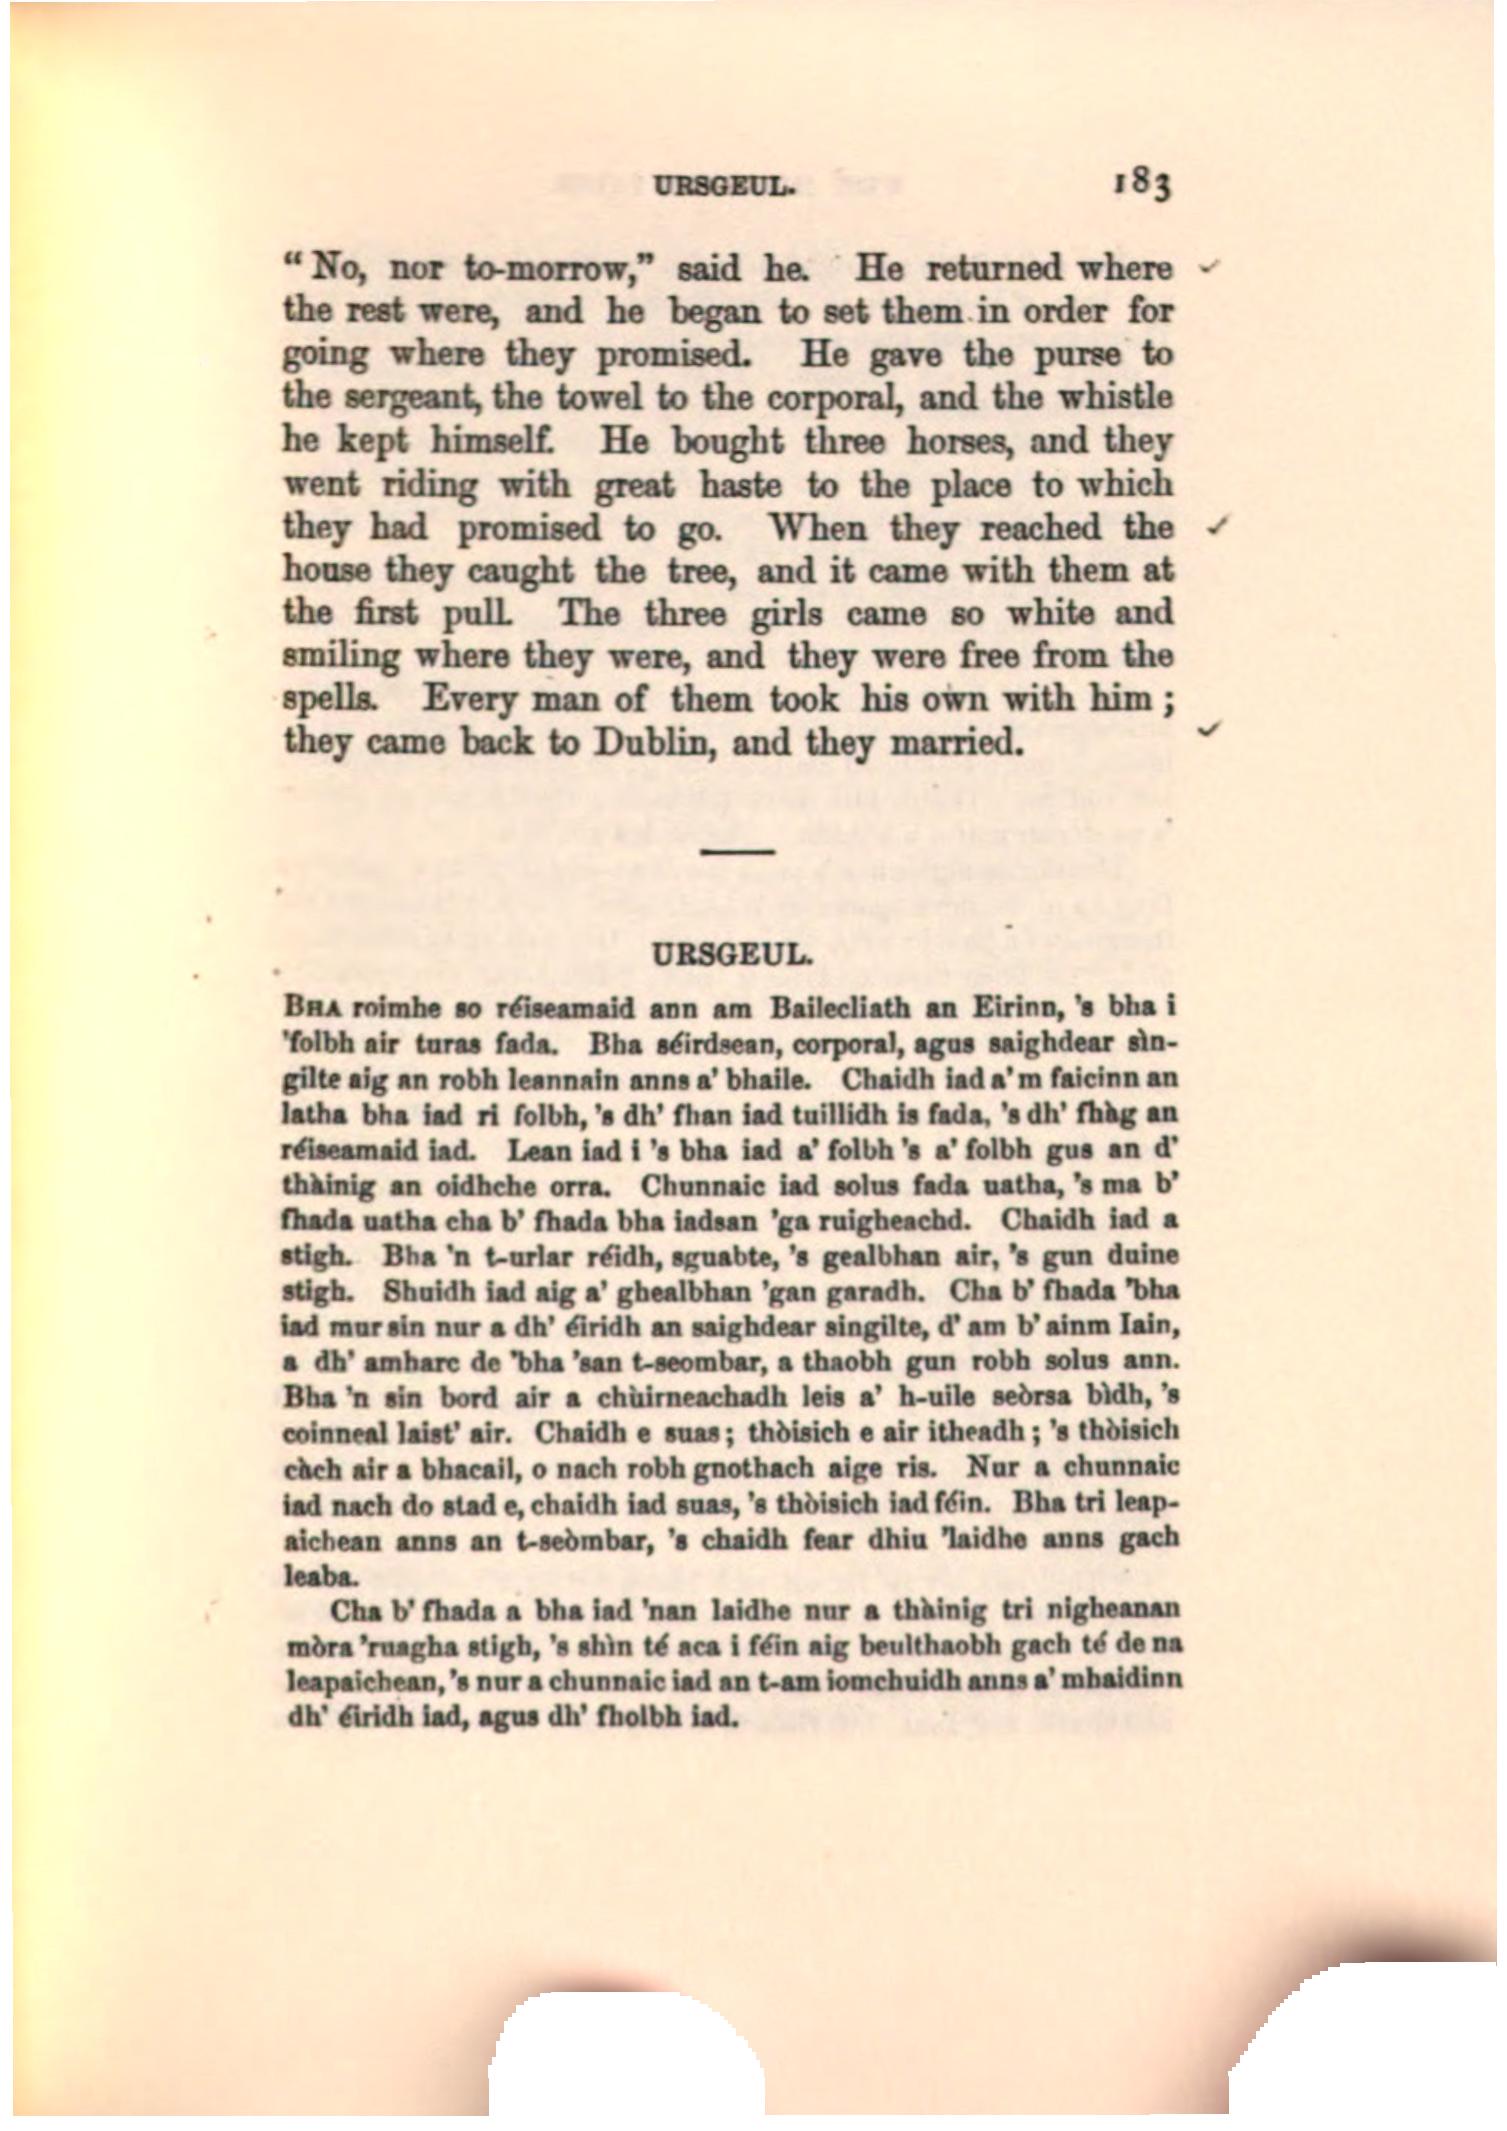 URSGEUL. 183
“ No, nor to-morrow,” said he. He returned where
the rest were, and he began to set them in order for
going where they promised. He gave the purse to
the sergeant, the towel to the corporal, and the whistle
he kept himself. He bought three horses, and they
went riding with great haste to the place to which
they had promised to go. When they reached the
house they caught the tree, and it came with them at
the first pull. The three girls came so white and
smiling where they were, and they were free from the
spells. Every man of them took his own with him ;
they came back to Dublin, and they married.
URSGEUL.
BHA roimhe so réiseamaid ann am Bailecliath an Eirinn, 's bha i
'folbh air turas fada. Bha séirdsean, corporal, agus saighdear sìn-
gilte aig an robh leannain anns a' bhaile. Chaidh iad a' m faicinn an
latha bha iad ri folbh, 's dh' fhan iad tuillidh is fada, 's dh' fhàg an
réiseamaid iad. Lean iad i 's bha iad a' folbh 's a' folbh gus an d'
thàinig an oidhche orra. Chunnaic iad solus fada uatha, 's ma b'
fhada uatha cha b' fhada bha iadsan 'ga ruigheachd. Chaidh iad a
stigh. Bha 'n t-urlar réidh, sguabte, 's gealbhan air, 's gun duine
stigh. Shuidh iad aig a' ghealbhan 'gan garadh. Cha b' fhada 'bha
iad mur sin nur a dh' éiridh an saighdear singilte, d' am b' ainm Iain,
a dh' amharc de 'bha 'san t-seombar, a thaobh gun robh solus ann.
Bha 'n sin bord air a chùirneachadh leis a' h-uile seòrsa bìdh, 's
coinneal laist' air. Chaidh e suas ; thòisich e air itheadh ; 's thòisich
càch air a bhacail, o nach robh gnothach aige ris. Nur a chunnaic
iad nach do stad e, chaidh iad suas, 's thòisich iad féin. Bha tri leap-
aichean anns an t-seòmbar, 's chaidh fear dhiu 'laidhe anns gach
leaba.
Cha b' fhada a bha iad 'nan laidhe nur a thàinig tri nigheanan
mòra 'ruagha stigh, 's shìn té aca i féin aig beulthaobh gach té de na
leapaichean, 's nur a chunnaic iad an t-am iomchuidh anns a' mhaidinn
dh' éiridh iad, agus dh' fholbh iad.